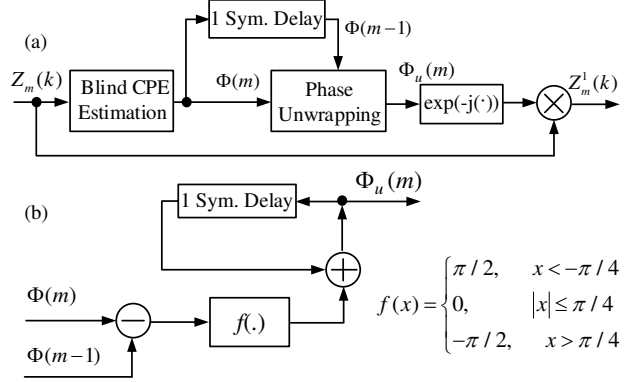 (a)
1 Sym. Delay
Φ(m−1)
Z_m(k)
Blind CPE
Estimation
Φ(m)
Phase
Unwrapping
Φ_u(m)
exp(-j(·))
Z_m^1(k)
(b)
1 Sym. Delay
Φ_u(m)
Φ(m)
Φ(m−1)
f(.)
f(x) = { π / 2, x < −π / 4
0, |x| ≤ π / 4
−π / 2, x > π / 4